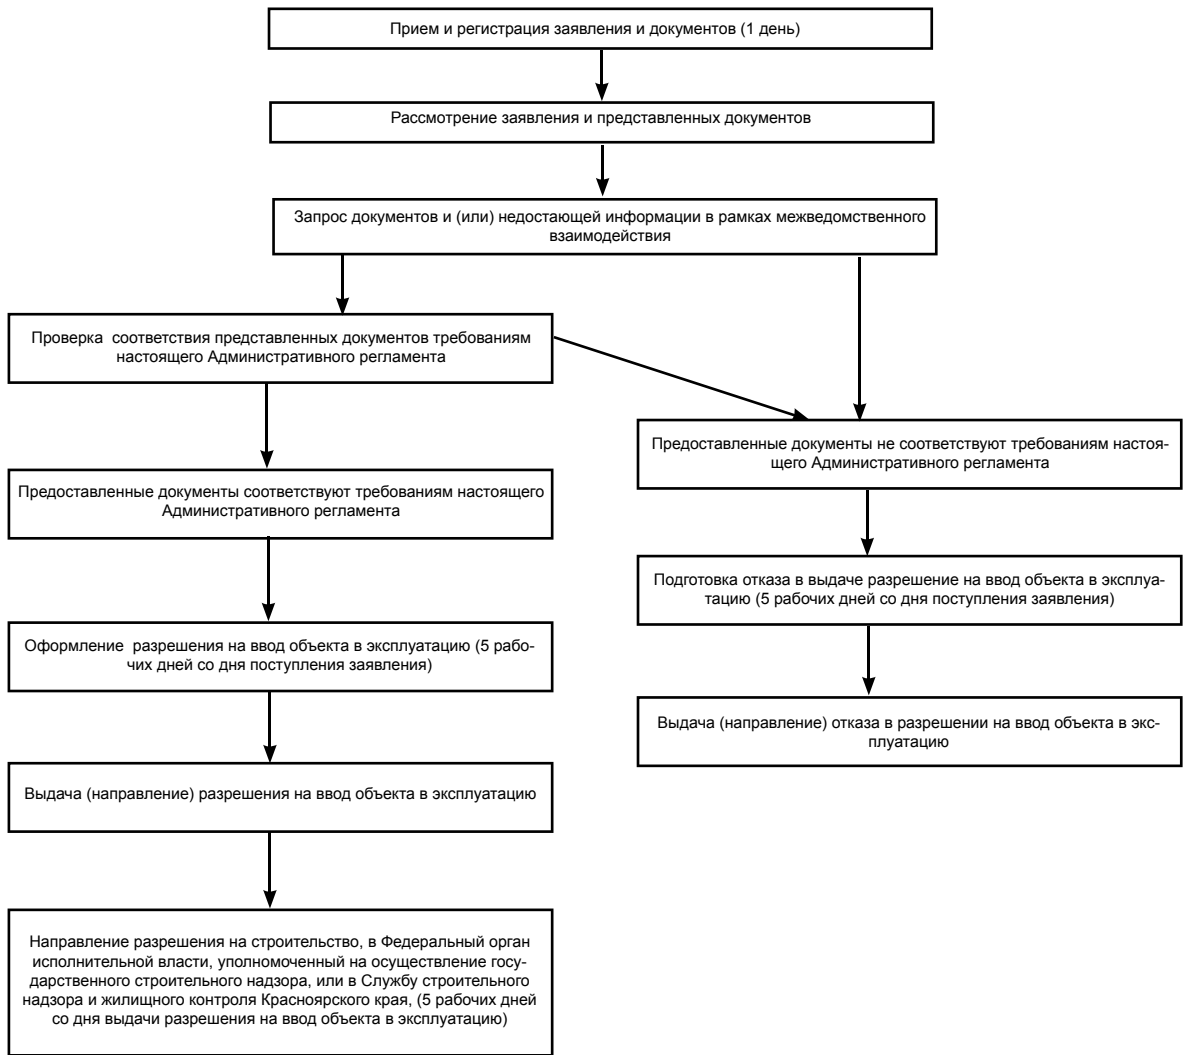 Прием и регистрация заявления и документов (1 день)
Рассмотрение заявления и представленных документов
Запрос документов и (или) недостающей информации в рамках межведомственного
взаимодействия
Проверка соответствия представленных документов требованиям
настоящего Административного регламента
Предоставленные документы не соответствуют требованиям настоя-
щего Административного регламента
Предоставленные документы соответствуют требованиям настоящего
Административного регламента
Подготовка отказа в выдаче разрешение на ввод объекта в эксплуа-
тацию (5 рабочих дней со дня поступления заявления)
Оформление разрешения на ввод объекта в эксплуатацию (5 рабо-
чих дней со дня поступления заявления)
Выдача (направление) отказа в разрешении на ввод объекта в экс-
плуатацию
Выдача (направление) разрешения на ввод объекта в эксплуатацию
Направление разрешения на строительство, в Федеральный орган
исполнительной власти, уполномоченный на осуществление госу-
дарственного строительного надзора, или в Службу строительного
надзора и жилищного контроля Красноярского края, (5 рабочих дней
со дня выдачи разрешения на ввод объекта в эксплуатацию)